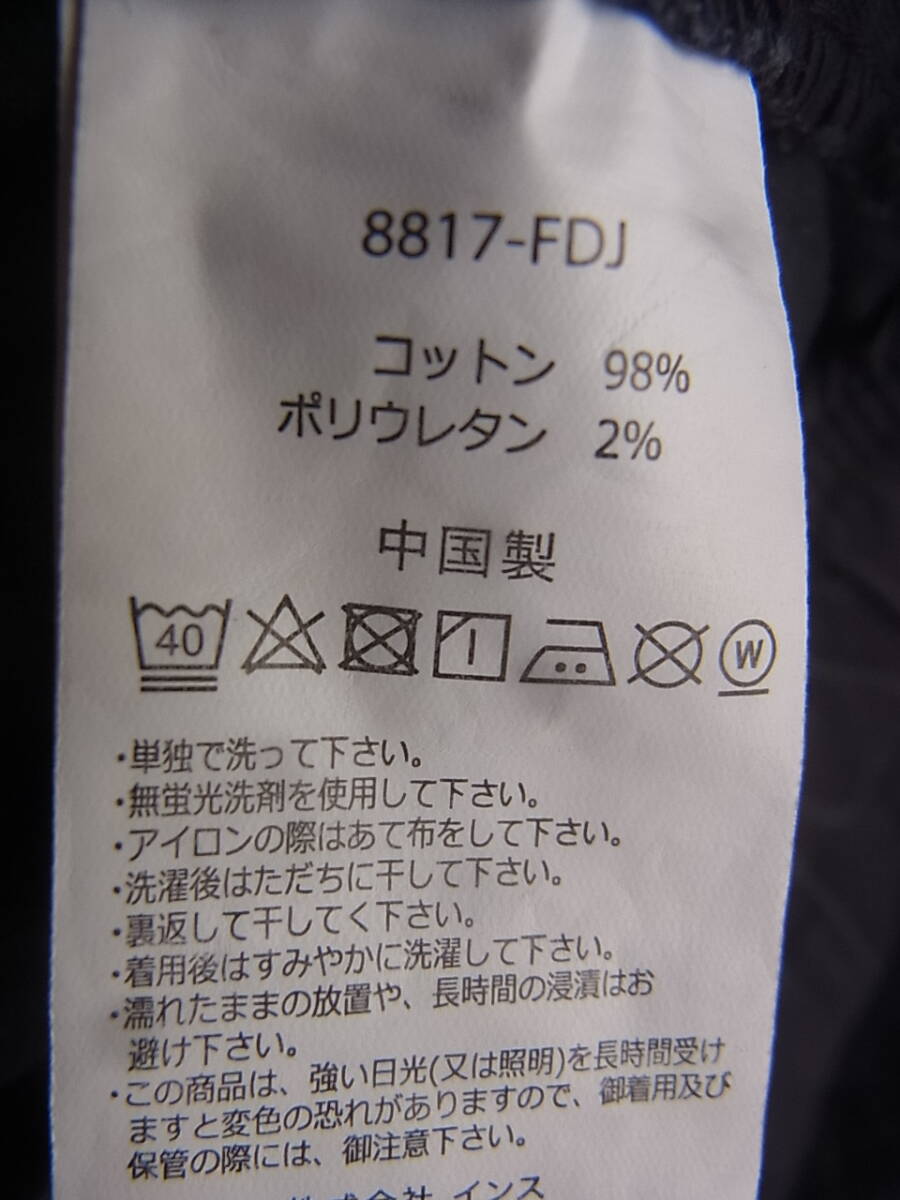 8817-FDJ
コットン 98%
ポリウレタン 2%
中国製
40 W
・単独で洗って下さい。
・無蛍光洗剤を使用して下さい。
・アイロンの際はあて布をして下さい。
・洗濯後はただちに干して下さい。
・裏返して干してく下さい。
・着用後はすみやかに洗濯して下さい。
・濡れたままの放置や、長時間の浸漬はお
避け下さい。
・この商品は、強い日光(又は照明)を長時間受け
ますと変色の恐れがありますので、御着用及び
保管の際には、御注意下さい。
株式会社 インス